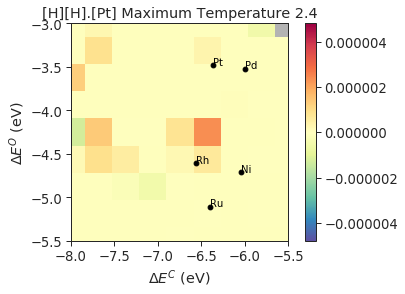 [H][H].[Pt] Maximum Temperature 2.4
−3.0
−3.5
−4.0
−4.5
−5.0
−5.5
ΔE^O (eV)
Pt
Pd
Rh
Ni
Ru
−8.0 −7.5 −7.0 −6.5 −6.0 −5.5
ΔE^C (eV)
0.000004
0.000002
0.000000
−0.000002
−0.000004